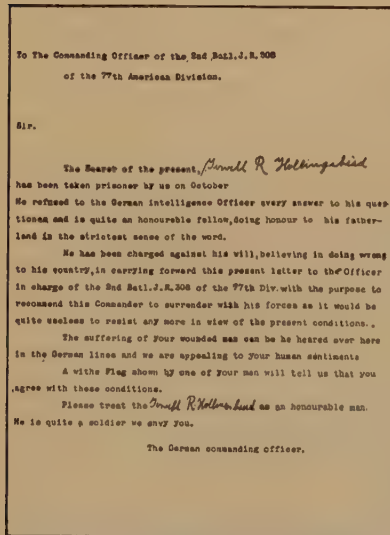 To The Commanding Officer of the 2nd Batl.J.R.308
of the 77th American Division.
Sir.
The Bearer of the present, Lowell R Hollingshead
has been taken prisoner by us on October
He refused to the German intelligence Officer every answer to his ques-
tiones and is quite an honourable fellow,doing honour to his father-
land in the strictest sense of the word.
He has been charged against his will,believing in doing wrong
to his country,in carrying forward this present letter to the Officer
in charge of the 2nd Batl.J.R.308 of the 77th Div.with the purpose to
recommend this Commander to surrender with his forces as it would be
quite useless to resist any more in view of the present conditions.
The suffering of your wounded man can be he heared over here
in the German lines and we are appealing to your human sentiments
A withe Flag shown by one of your men will tell us that you
agree with these conditions.
Please treat the Lowell R Hollingshead as an honourable man.
He is quite a soldier we envy you.
The German commanding officer.